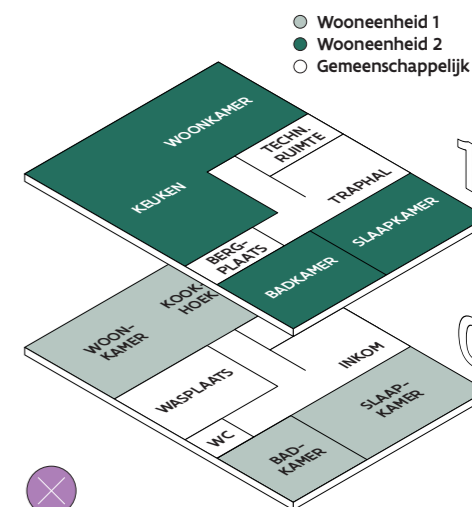 Wooneenheid 1
Wooneenheid 2
Gemeenschappelijk
WOONKAMER
TECHN.
RUIMTE
KEUKEN
TRAPHAL
BERG-
PLAATS
SLAAPKAMER
BADKAMER
KOOK-
HOEK
WOON-
KAMER
INKOM
WASPLAATS
SLAAP-
KAMER
WC
BAD-
KAMER